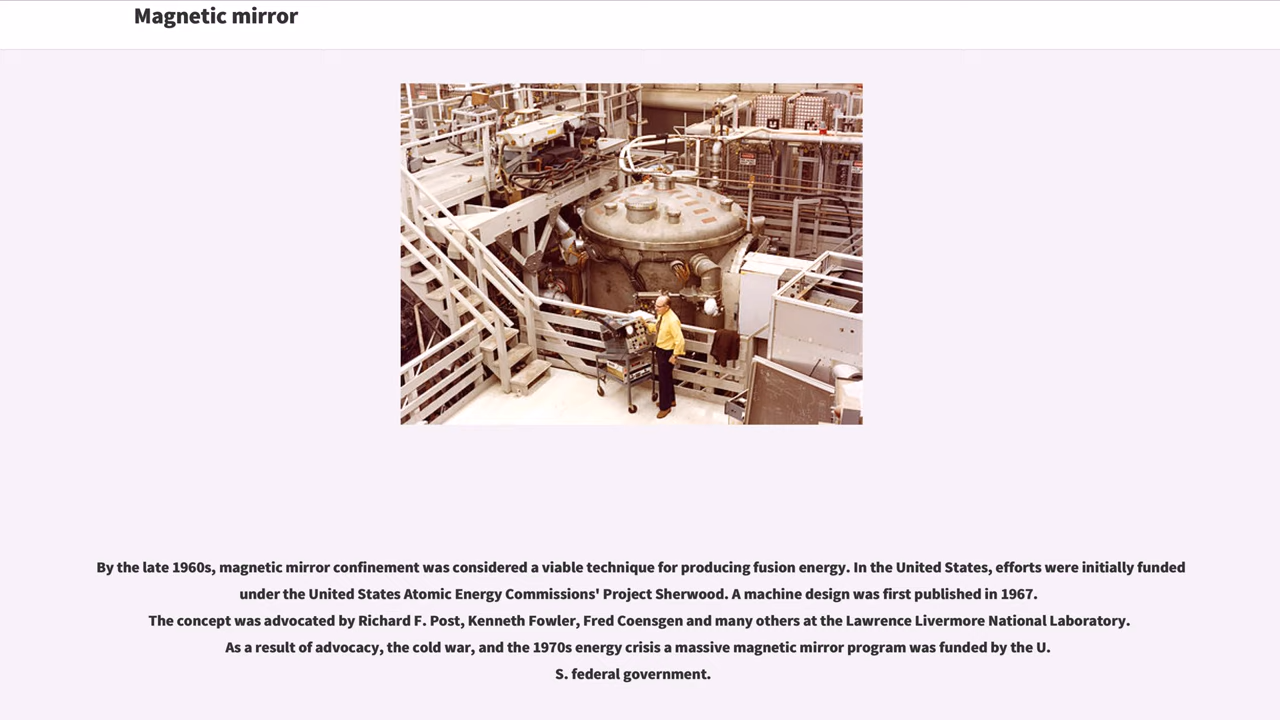 Magnetic mirror
By the late 1960s, magnetic mirror confinement was considered a viable technique for producing fusion energy. In the United States, efforts were initially funded
under the United States Atomic Energy Commissions' Project Sherwood. A machine design was first published in 1967.
The concept was advocated by Richard F. Post, Kenneth Fowler, Fred Coensgen and many others at the Lawrence Livermore National Laboratory.
As a result of advocacy, the cold war, and the 1970s energy crisis a massive magnetic mirror program was funded by the U.
S. federal government.